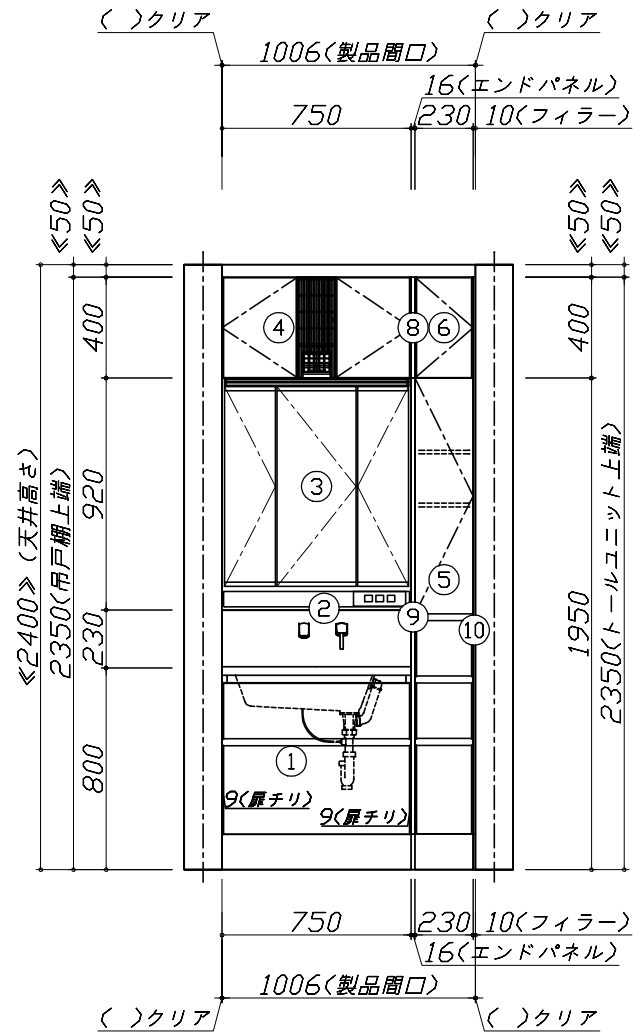 ( )クリア
( )クリア
1006(製品間口)
16(エンドパネル)
750
230
10(フィラー)
≪50≫
≪50≫
≪50≫
≪50≫
400
400
④
⑧
⑥
≪2400≫(天井高さ)
2350(吊戸棚上端)
920
③
⑤
②
⑨
⑩
230
1950
2350(トールユニット上端)
800
①
9(扉チリ)
9(扉チリ)
750
230
10(フィラー)
16(エンドパネル)
1006(製品間口)
( )クリア
( )クリア